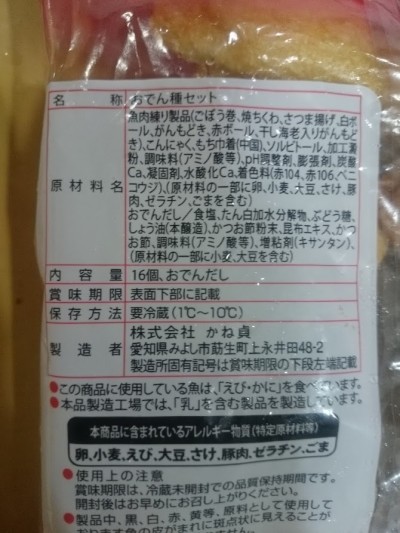 名称 おでん種セット
原材料名 魚肉練り製品(ごぼう巻、焼ちくわ、さつま揚げ、白ボ
ール、がんもどき、赤ボール、干し海老入りがんもど
き)、こんにゃく、もち巾着(中国)、ソルビトール、加工澱
粉、調味料(アミノ酸等)、pH調整剤、膨張剤、炭酸
Ca、凝固剤、水酸化Ca、着色料(赤104、赤106、ベニ
コウジ)、(原材料の一部に卵、小麦、大豆、さけ、豚
肉、ゼラチン、ごまを含む)
おでんだし/食塩、たん白加水分解物、ぶどう糖、
しょう油(本醸造)、かつお節粉末、昆布エキス、かつ
お節、調味料(アミノ酸等)、増粘剤(キサンタン)、
(原材料の一部に小麦、大豆を含む)
内容量 16個、おでんだし
賞味期限 表面下部に記載
保存方法 要冷蔵(1℃〜10℃)
製造者 株式会社 かね貞
愛知県みよし市莇生町上永井田48-2
製造所固有記号は賞味期限の下段左端記載
●この商品に使用している魚は、「えび・かに」を食べています。
●本品製造工場では、「乳」を含む製品を製造しています。
本商品に含まれているアレルギー物質(特定原材料等)
卵、小麦、えび、大豆、さけ、豚肉、ゼラチン、ごま
●使用上の注意
賞味期限は、冷蔵未開封での品質保持期間です。
開封後はお早めにお召し上がりください。
●製品中、黒、白、赤、黄等、原料として使用して
おります魚の皮がまれに斑点状に見えることが